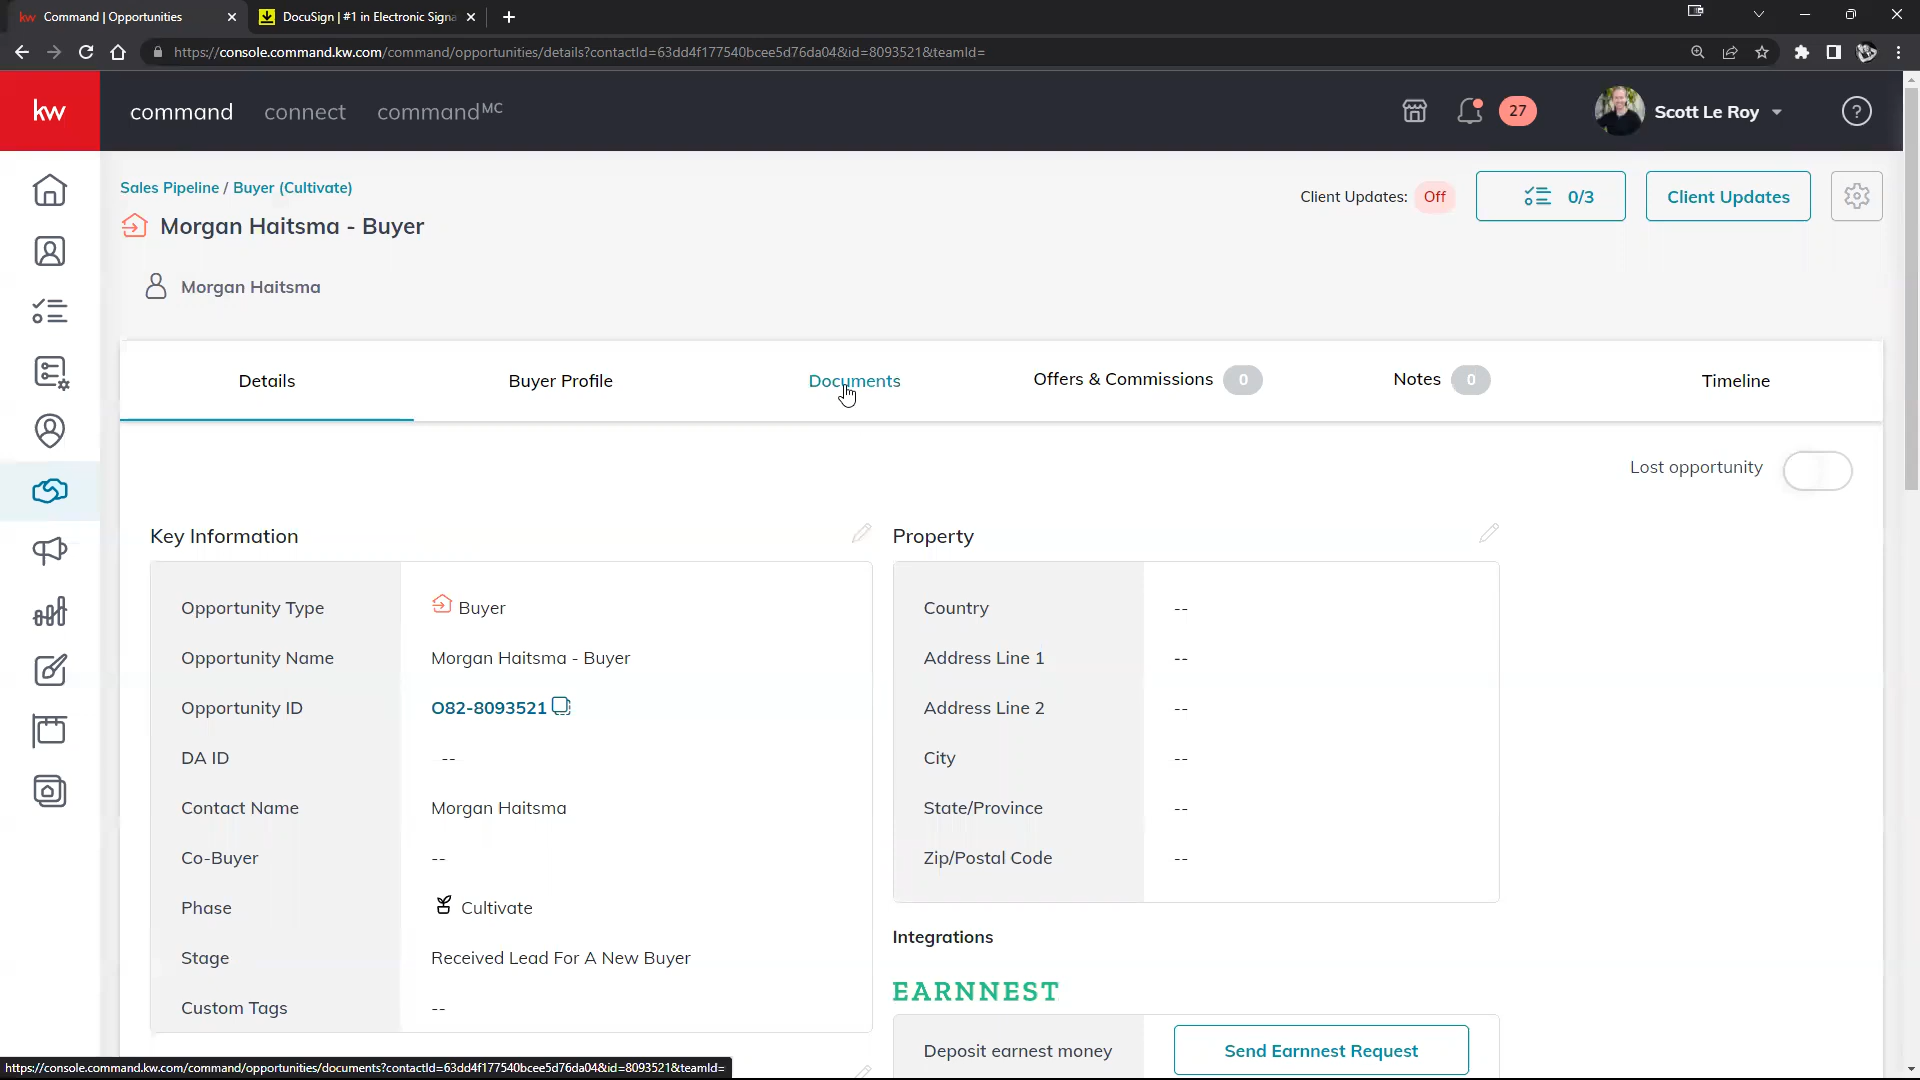 kw Command | Opportunities
DocuSign | #1 in Electronic Signa
https://console.command.kw.com/command/opportunities/details?contactId=63dd4f177540bcee5d76da04&id=8093521&teamId=
kw command connect commandMC
27 Scott Le Roy ?
Sales Pipeline / Buyer (Cultivate)
Morgan Haitsma - Buyer
Client Updates: Off 0/3 Client Updates
Morgan Haitsma
Details Buyer Profile Documents Offers & Commissions 0 Notes 0 Timeline
Lost opportunity
Key Information
Opportunity Type Buyer
Opportunity Name Morgan Haitsma - Buyer
Opportunity ID O82-8093521
DA ID --
Contact Name Morgan Haitsma
Co-Buyer --
Phase Cultivate
Stage Received Lead For A New Buyer
Custom Tags --
Property
Country --
Address Line 1 --
Address Line 2 --
City --
State/Province --
Zip/Postal Code --
Integrations
EARNNEST
Deposit earnest money Send Earnnest Request
https://console.command.kw.com/command/opportunities/documents?contactId=63dd4f177540bcee5d76da04&id=8093521&teamId=